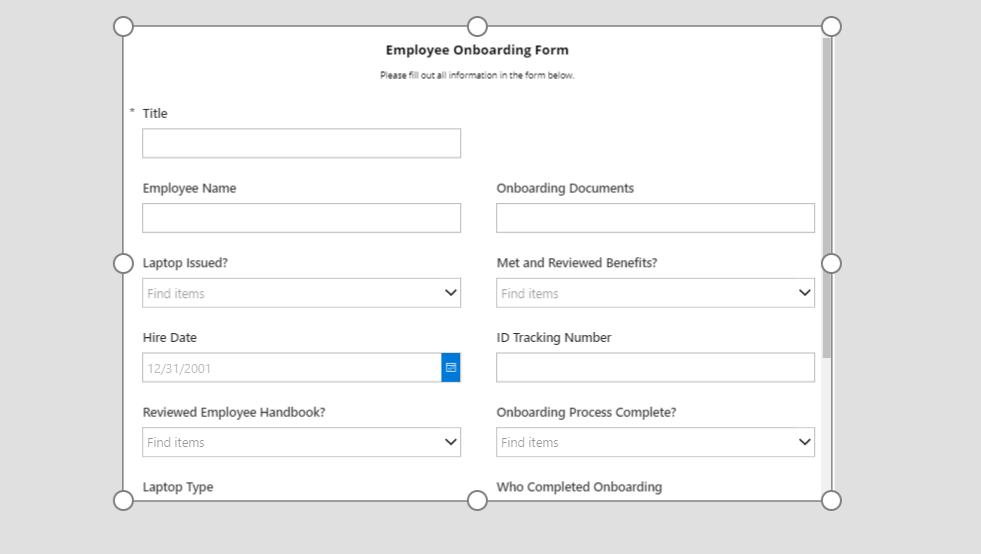 Employee Onboarding Form
Please fill out all information in the form below.
* Title
Employee Name
Onboarding Documents
Laptop Issued?
Met and Reviewed Benefits?
Find items
Find items
Hire Date
ID Tracking Number
12/31/2001
Reviewed Employee Handbook?
Onboarding Process Complete?
Find items
Find items
Laptop Type
Who Completed Onboarding